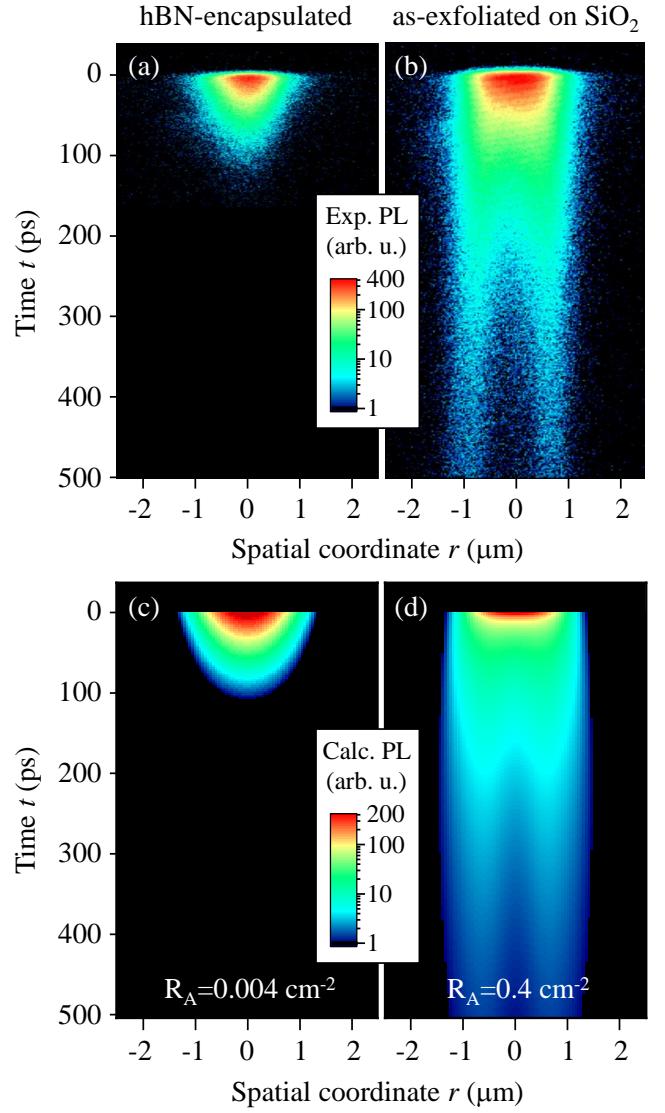 hBN-encapsulated
as-exfoliated on SiO₂
(a)
(b)
0
100
200
300
400
500
Time t (ps)
Exp. PL
(arb. u.)
400
100
10
1
-2 -1 0 1 2
-2 -1 0 1 2
Spatial coordinate r (μm)
(c)
(d)
0
100
200
300
400
500
Time t (ps)
Calc. PL
(arb. u.)
200
100
10
1
R_A=0.004 cm⁻²
R_A=0.4 cm⁻²
-2 -1 0 1 2
-2 -1 0 1 2
Spatial coordinate r (μm)